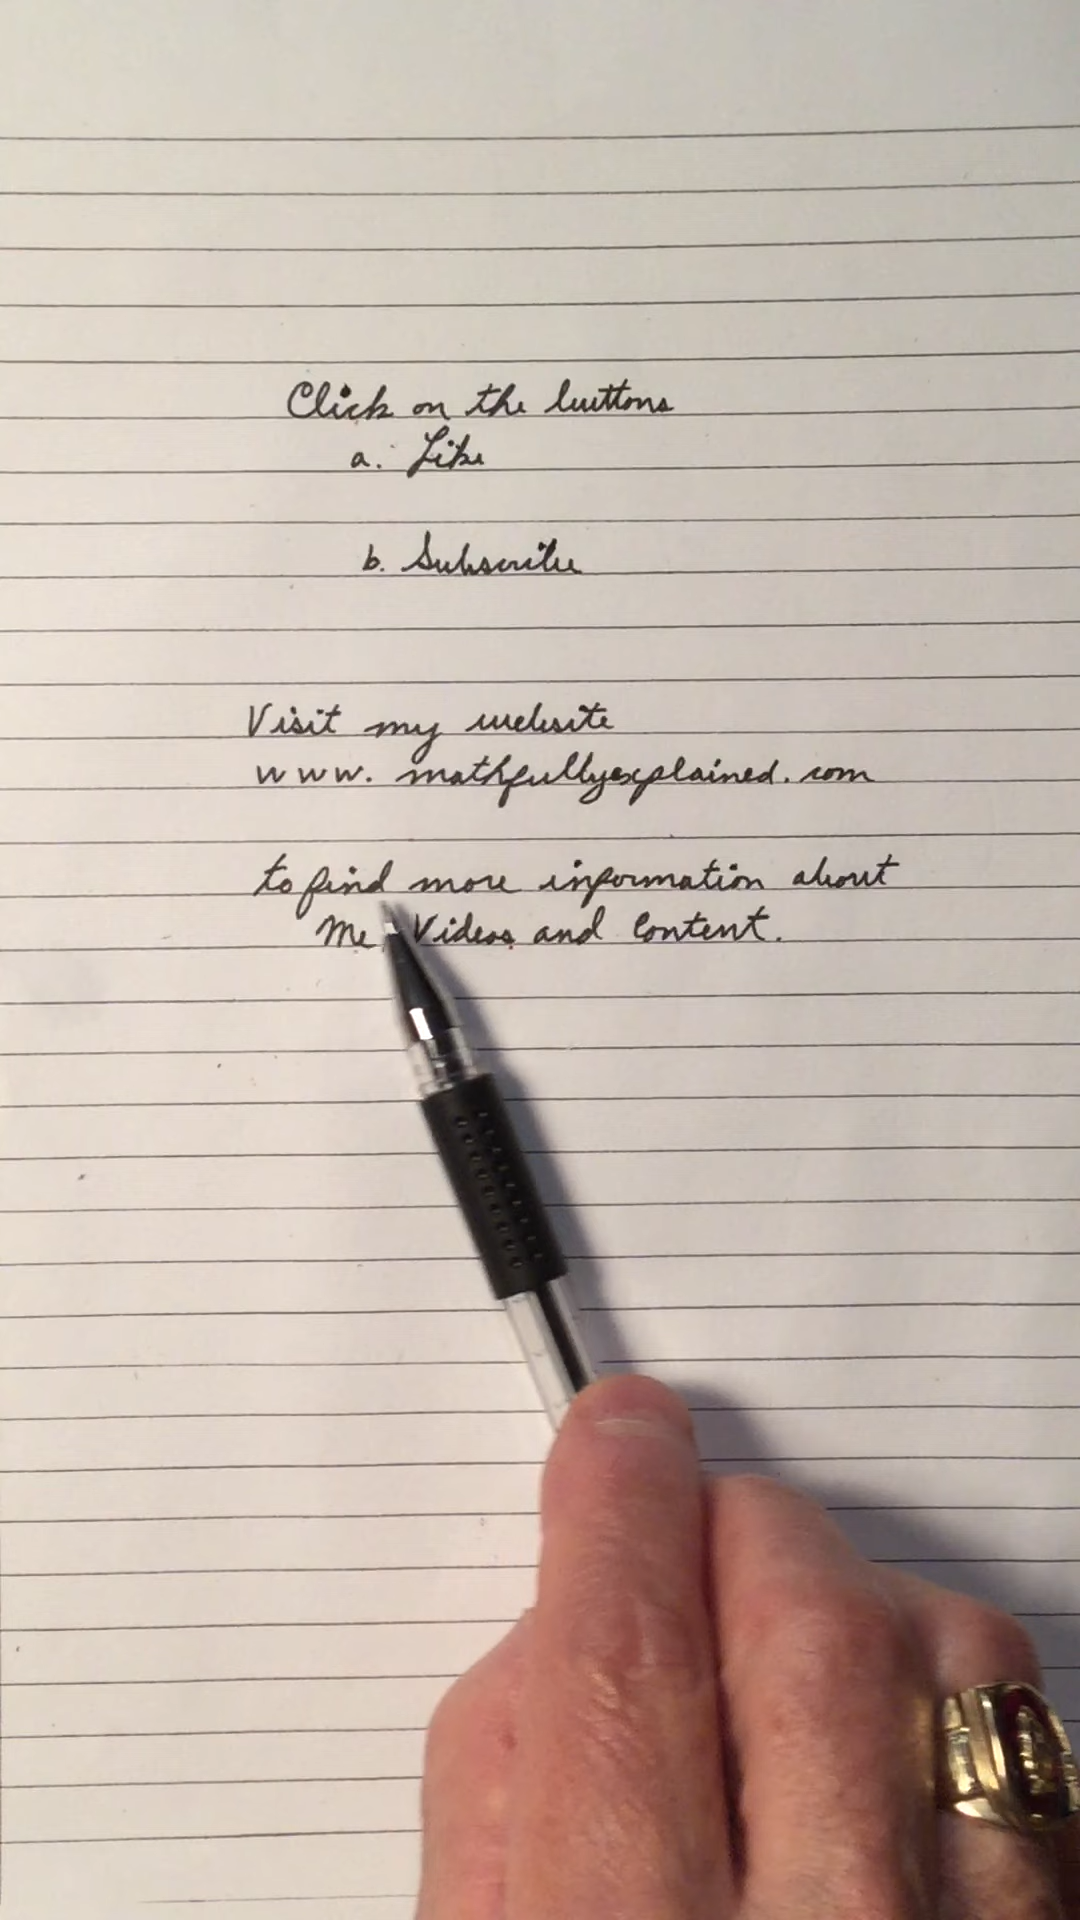 Click on the buttons
a. Like
b. Subscribe
Visit my website
www.mathfullyexplained.com
to find more information about
Me, Videos, and Content.